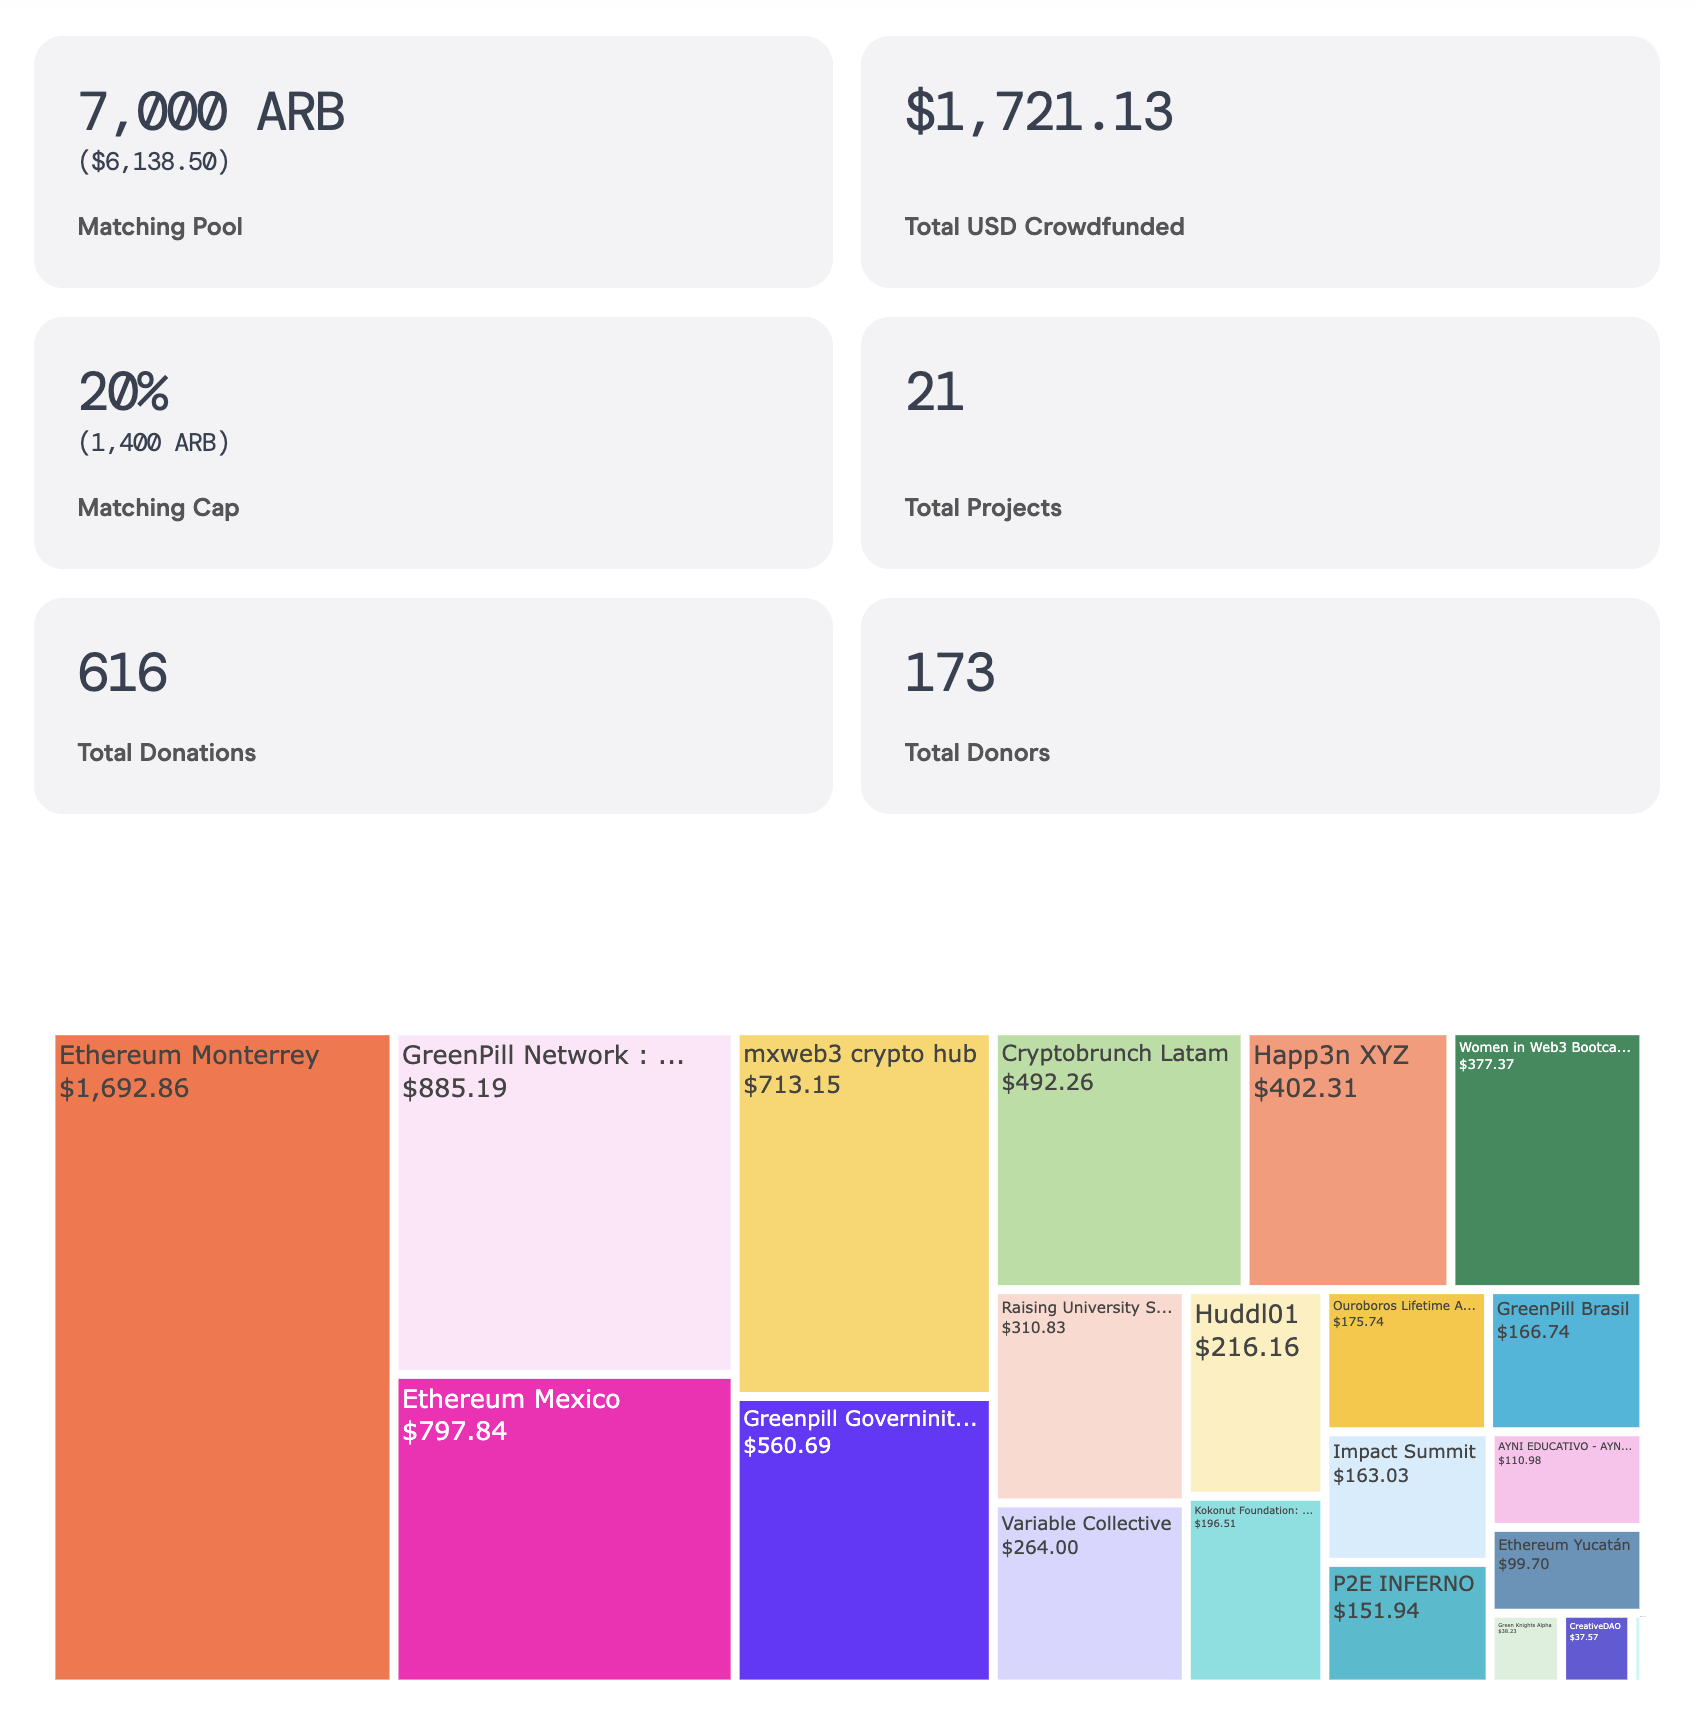 7,000 ARB
($6,138.50)
Matching Pool
$1,721.13
Total USD Crowdfunded
20%
(1,400 ARB)
Matching Cap
21
Total Projects
616
Total Donations
173
Total Donors
Ethereum Monterrey
$1,692.86
GreenPill Network : ...
$885.19
Ethereum Mexico
$797.84
mxweb3 crypto hub
$713.15
Greenpill Governinit...
$560.69
Cryptobrunch Latam
$492.26
Happ3n XYZ
$402.31
Women in Web3 Bootca...
$377.37
Raising University S...
$310.83
Variable Collective
$264.00
Huddl01
$216.16
Kokonut Foundation: ...
$196.51
Ouroboros Lifetime A...
$175.74
GreenPill Brasil
$166.74
Impact Summit
$163.03
P2E INFERNO
$151.94
AYNI EDUCATIVO - AYN...
$110.98
Ethereum Yucatán
$99.70
Green Knights Alpha
$38.23
CreativeDAO
$37.57